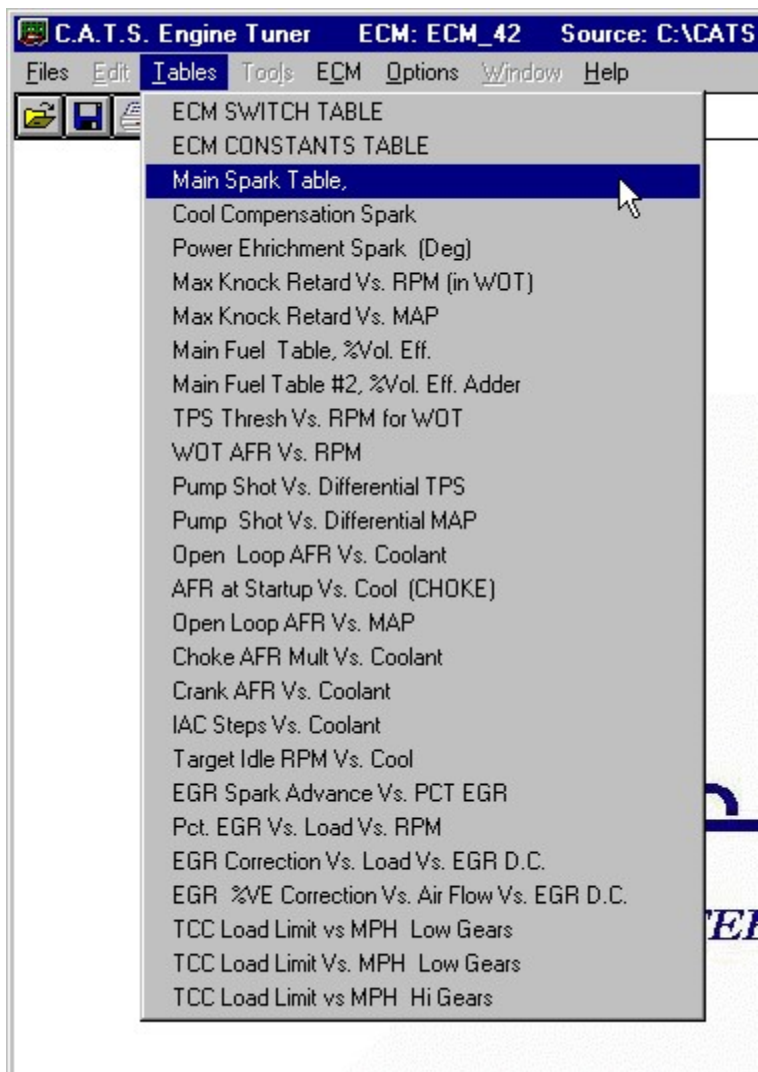 C.A.T.S. Engine Tuner ECM: ECM_42 Source: C:\CATS
Files Edit Tables Tools ECM Options Window Help
ECM SWITCH TABLE
ECM CONSTANTS TABLE
Main Spark Table,
Cool Compensation Spark
Power Ehrichment Spark (Deg)
Max Knock Retard Vs. RPM (in WOT)
Max Knock Retard Vs. MAP
Main Fuel Table, %Vol. Eff.
Main Fuel Table #2, %Vol. Eff. Adder
TPS Thresh Vs. RPM for WOT
WOT AFR Vs. RPM
Pump Shot Vs. Differential TPS
Pump Shot Vs. Differential MAP
Open Loop AFR Vs. Coolant
AFR at Startup Vs. Cool (CHOKE)
Open Loop AFR Vs. MAP
Choke AFR Mult Vs. Coolant
Crank AFR Vs. Coolant
IAC Steps Vs. Coolant
Target Idle RPM Vs. Cool
EGR Spark Advance Vs. PCT EGR
Pct. EGR Vs. Load Vs. RPM
EGR Correction Vs. Load Vs. EGR D.C.
EGR %VE Correction Vs. Air Flow Vs. EGR D.C.
TCC Load Limit vs MPH Low Gears
TCC Load Limit Vs. MPH Low Gears
TCC Load Limit vs MPH Hi Gears